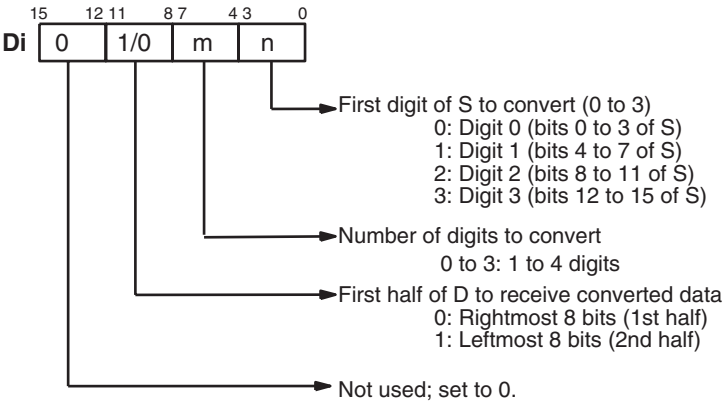 15 12 11 8 7 4 3 0
Di 0 1/0 m n
First digit of S to convert (0 to 3)
0: Digit 0 (bits 0 to 3 of S)
1: Digit 1 (bits 4 to 7 of S)
2: Digit 2 (bits 8 to 11 of S)
3: Digit 3 (bits 12 to 15 of S)
Number of digits to convert
0 to 3: 1 to 4 digits
First half of D to receive converted data
0: Rightmost 8 bits (1st half)
1: Leftmost 8 bits (2nd half)
Not used; set to 0.